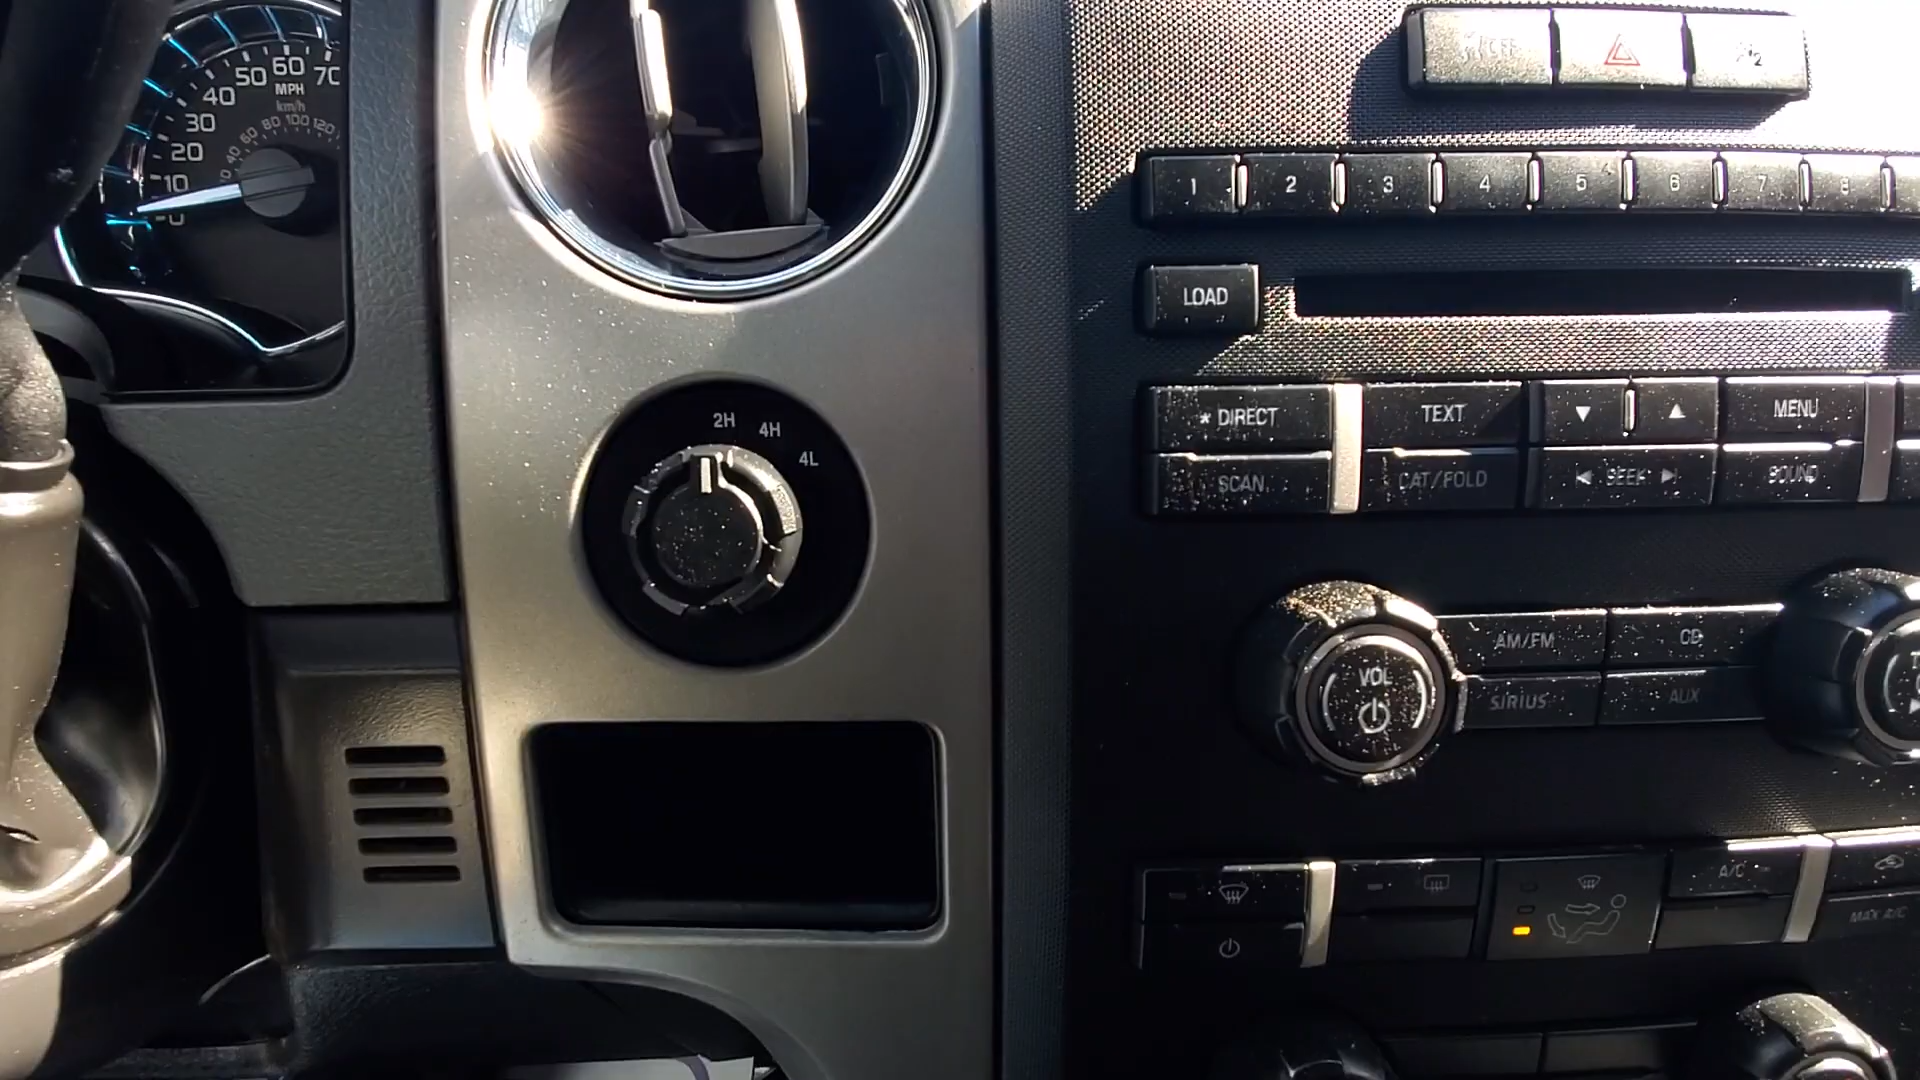 50 60 70
MPH
km/h
40
30
20
10
0
40 60 80 100 120
OFF
1 2 3 4 5 6 7 8
LOAD
2H 4H 4L
* DIRECT TEXT MENU
SCAN CAT/FOLD SEEK SOUND
VOL
AM/FM CD
SIRIUS AUX
A/C
MAX A/C